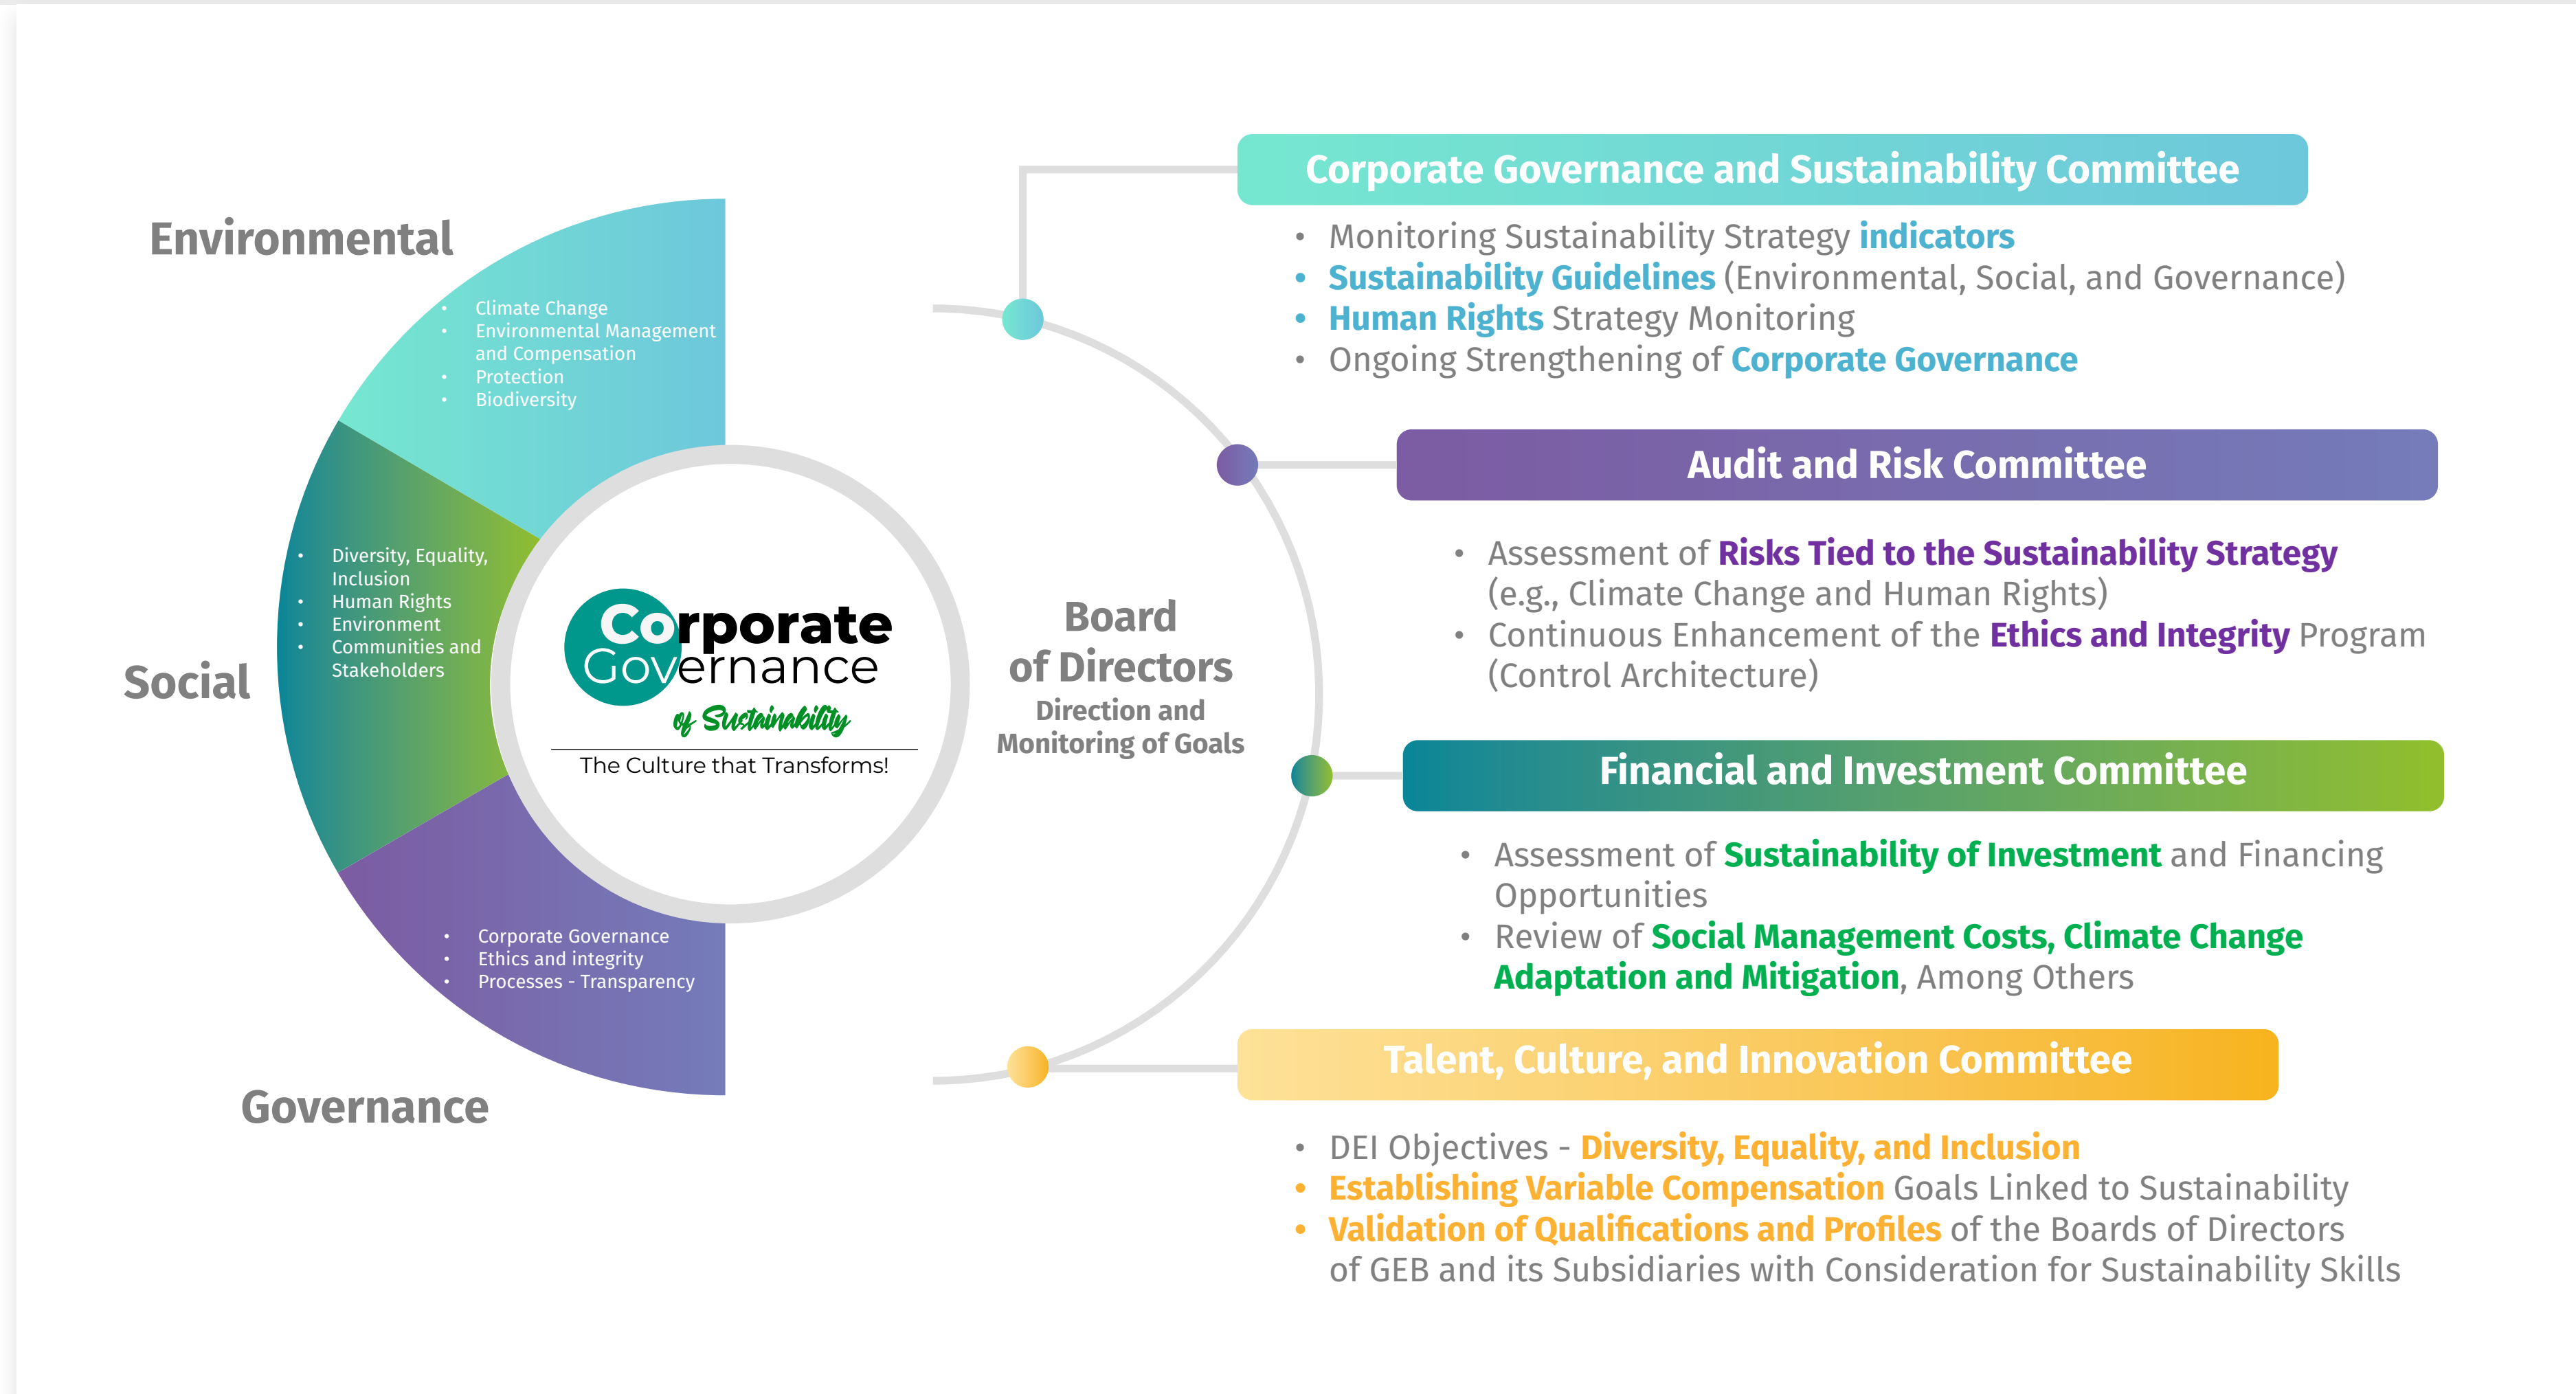 Environmental
• Climate Change
• Environmental Management
and Compensation
• Protection
• Biodiversity
Social
• Diversity, Equality,
Inclusion
• Human Rights
• Environment
• Communities and
Stakeholders
Governance
• Corporate Governance
• Ethics and integrity
• Processes - Transparency
Corporate
Governance
of Sustainability
The Culture that Transforms!
Board
of Directors
Direction and
Monitoring of Goals
Corporate Governance and Sustainability Committee
• Monitoring Sustainability Strategy indicators
• Sustainability Guidelines (Environmental, Social, and Governance)
• Human Rights Strategy Monitoring
• Ongoing Strengthening of Corporate Governance
Audit and Risk Committee
• Assessment of Risks Tied to the Sustainability Strategy
(e.g., Climate Change and Human Rights)
• Continuous Enhancement of the Ethics and Integrity Program
(Control Architecture)
Financial and Investment Committee
• Assessment of Sustainability of Investment and Financing
Opportunities
• Review of Social Management Costs, Climate Change
Adaptation and Mitigation, Among Others
Talent, Culture, and Innovation Committee
• DEI Objectives - Diversity, Equality, and Inclusion
• Establishing Variable Compensation Goals Linked to Sustainability
• Validation of Qualifications and Profiles of the Boards of Directors
of GEB and its Subsidiaries with Consideration for Sustainability Skills